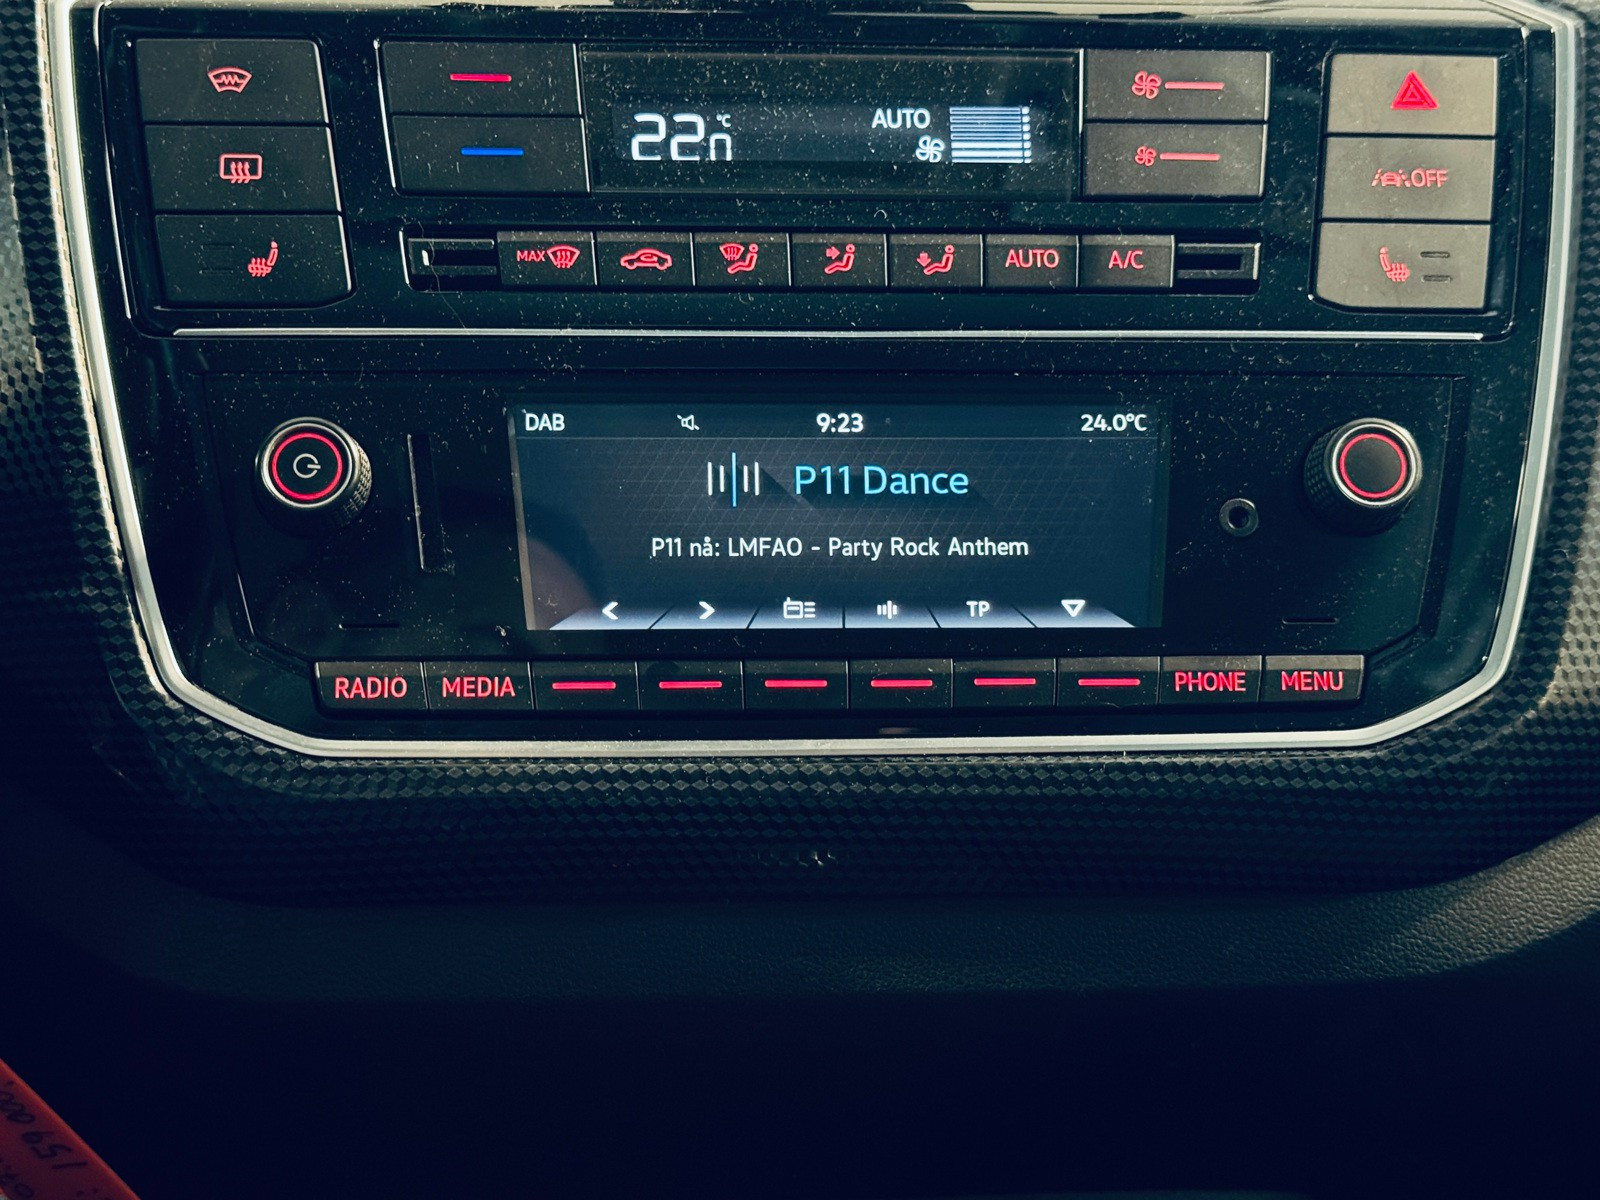 22.0 °C
AUTO
OFF
MAX
AUTO
A/C
DAB
9:23
24.0°C
P11 Dance
P11 nå: LMFAO - Party Rock Anthem
TP
RADIO
MEDIA
PHONE
MENU